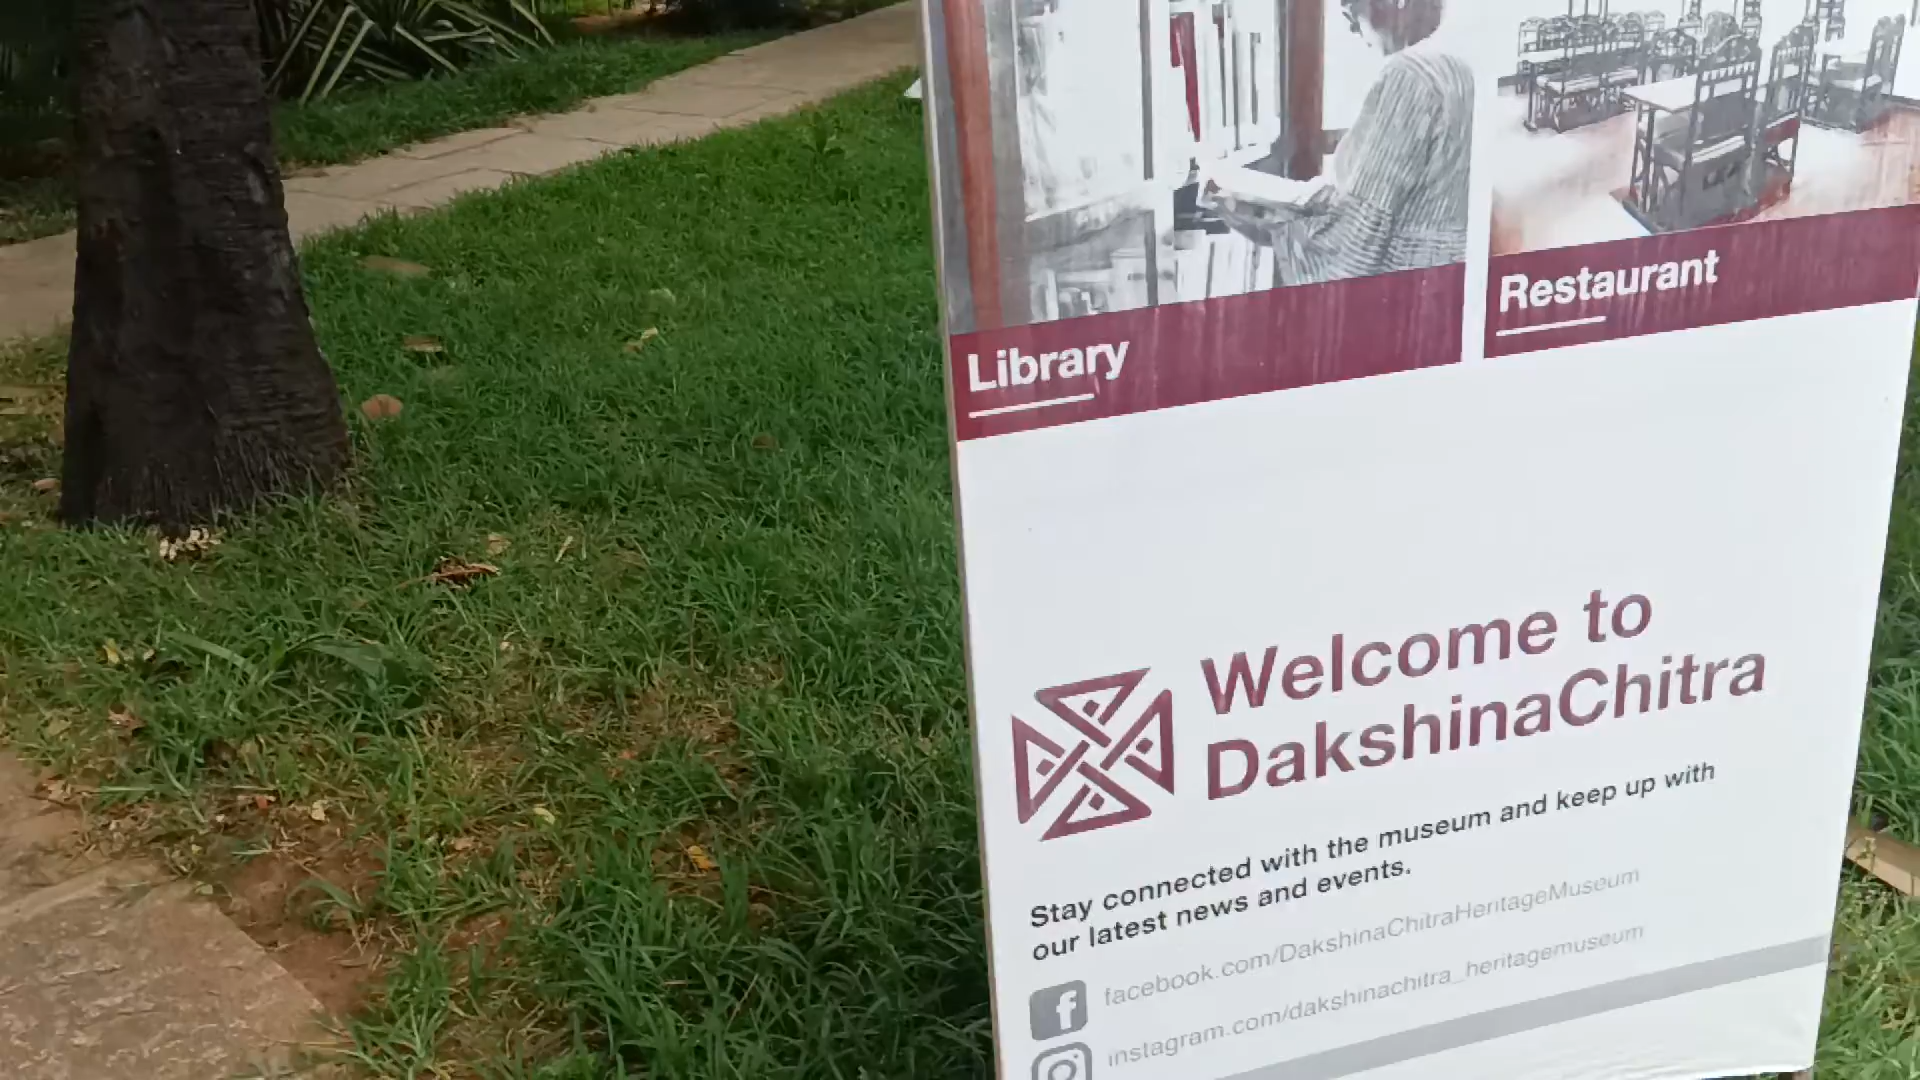 Library
Restaurant
Welcome to
DakshinaChitra
Stay connected with the museum and keep up with
our latest news and events.
facebook.com/DakshinaChitraHeritageMuseum
instagram.com/dakshinachitra_heritagemuseum